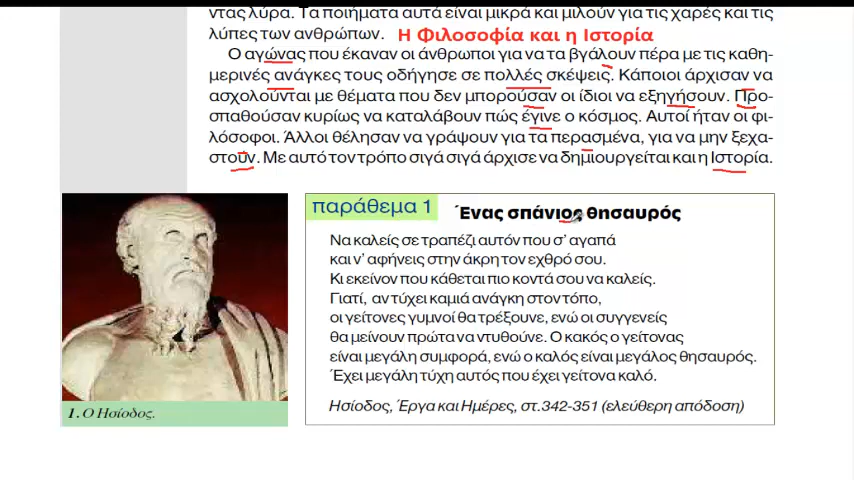 ντας λύρα. Τα ποιήματα αυτά είναι μικρά και μιλούν για τις χαρές και τις
λύπες των ανθρώπων. Η Φιλοσοφία και η Ιστορία
Ο αγώνας που έκαναν οι άνθρωποι για να τα βγάλουν πέρα με τις καθη-
μερινές ανάγκες τους οδήγησε σε πολλές σκέψεις. Κάποιοι άρχισαν να
ασχολούνται με θέματα που δεν μπορούσαν οι ίδιοι να εξηγήσουν. Προ-
σπαθούσαν κυρίως να καταλάβουν πώς έγινε ο κόσμος. Αυτοί ήταν οι φι-
λόσοφοι. Άλλοι θέλησαν να γράψουν για τα περασμένα, για να μην ξεχα-
στούν. Με αυτό τον τρόπο σιγά σιγά άρχισε να δημιουργείται και η Ιστορία.
παράθεμα 1 Ένας σπάνιος θησαυρός
Να καλείς σε τραπέζι αυτόν που σ' αγαπά
και ν' αφήνεις στην άκρη τον εχθρό σου.
Κι εκείνον που κάθεται πιο κοντά σου να καλείς.
Γιατί, αν τύχει καμιά ανάγκη στον τόπο,
οι γείτονες γυμνοί θα τρέξουνε, ενώ οι συγγενείς
θα μείνουν πρώτα να ντυθούνε. Ο κακός ο γείτονας
είναι μεγάλη συμφορά, ενώ ο καλός είναι μεγάλος θησαυρός.
Έχει μεγάλη τύχη αυτός που έχει γείτονα καλό.
Ησίοδος, Έργα και Ημέρες, στ.342-351 (ελεύθερη απόδοση)
1. Ο Ησίοδος.